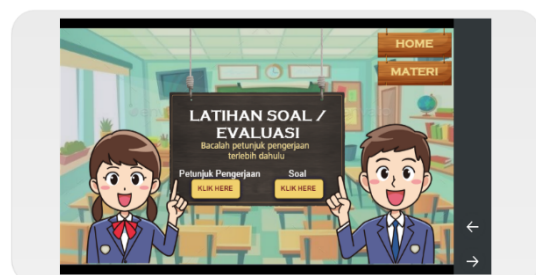 HOME
MATERI
LATIHAN SOAL /
EVALUASI
Bacalah petunjuk pengerjaan
terlebih dahulu
Petunjuk Pengerjaan
KLIK HERE
Soal
KLIK HERE